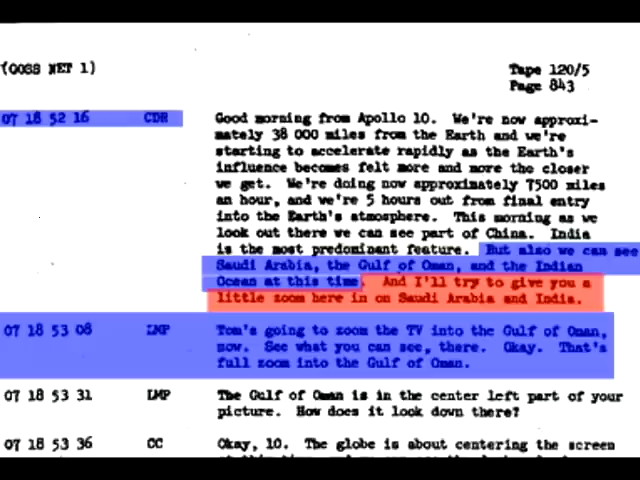 (GOSS NET 1)
Tape 120/5
Page 843
07 18 52 16 CDR Good morning from Apollo 10. We're now approxi-
mately 38 000 miles from the Earth and we're
starting to accelerate rapidly as the Earth's
influence becomes felt more and more the closer
we get. We're doing now approximately 7500 miles
an hour, and we're 5 hours out from final entry
into the Earth's atmosphere. This morning as we
look out there we can see part of China. India
is the most predominant feature. But also we can see
Saudi Arabia, the Gulf of Oman, and the Indian
Ocean at this time. And I'll try to give you a
little zoom here in on Saudi Arabia and India.
07 18 53 08 LMP Tom's going to zoom the TV into the Gulf of Oman,
now. See what you can see, there. Okay. That's
full zoom into the Gulf of Oman.
07 18 53 31 LMP The Gulf of Oman is in the center left part of your
picture. How does it look down there?
07 18 53 36 CC Okay, 10. The globe is about centering the screen